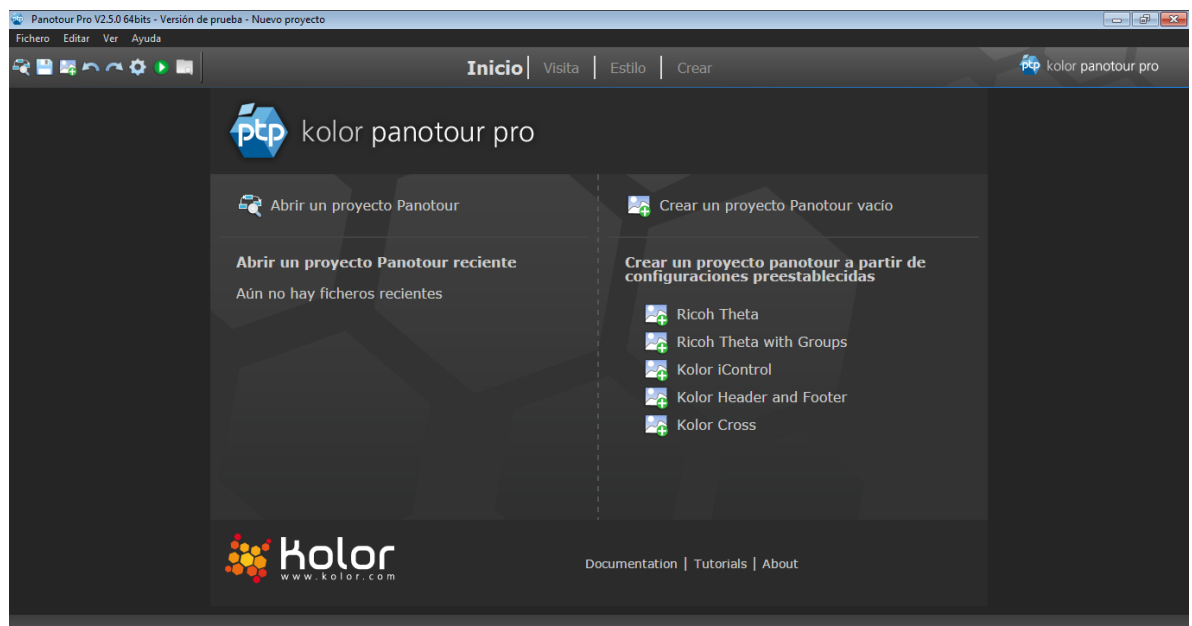 Panotour Pro V2.5.0 64bits - Versión de prueba - Nuevo proyecto
Fichero Editar Ver Ayuda
Inicio | Visita | Estilo | Crear
ptp kolor panotour pro
ptp kolor panotour pro
Abrir un proyecto Panotour
Abrir un proyecto Panotour reciente
Aún no hay ficheros recientes
Crear un proyecto Panotour vacío
Crear un proyecto panotour a partir de
configuraciones preestablecidas
Ricoh Theta
Ricoh Theta with Groups
Kolor iControl
Kolor Header and Footer
Kolor Cross
Kolor
www.kolor.com
Documentation | Tutorials | About